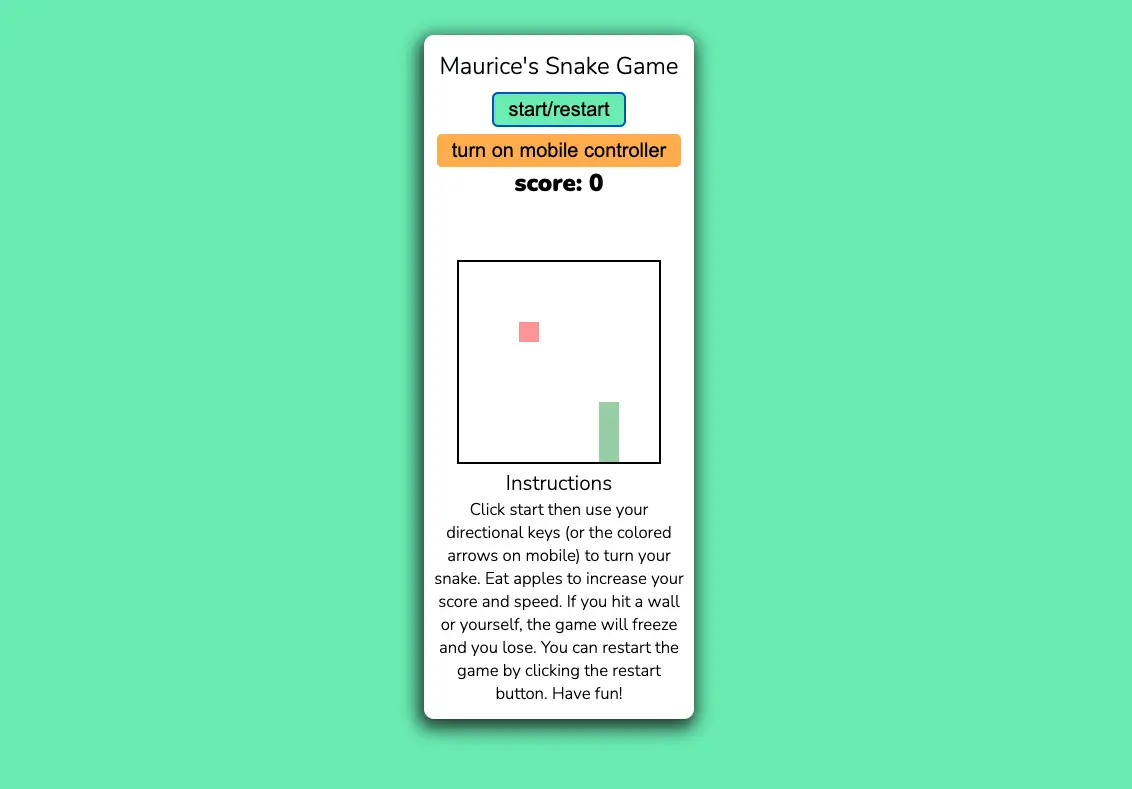 Maurice's Snake Game
start/restart
turn on mobile controller
score: 0
Instructions
Click start then use your
directional keys (or the colored
arrows on mobile) to turn your
snake. Eat apples to increase your
score and speed. If you hit a wall
or yourself, the game will freeze
and you lose. You can restart the
game by clicking the restart
button. Have fun!